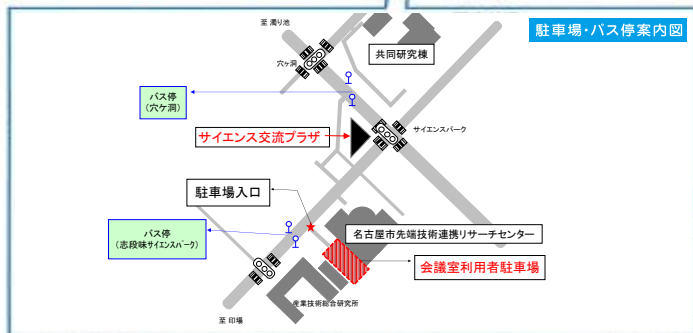 駐車場・バス停案内図
至 濁り池
共同研究棟
穴ヶ洞
バス停
(穴ケ洞)
サイエンスパーク
サイエンス交流プラザ
駐車場入口
バス停
(志段味サイエンスパーク)
名古屋市先端技術連携リサーチセンター
会議室利用者駐車場
産業技術総合研究所
至 印場